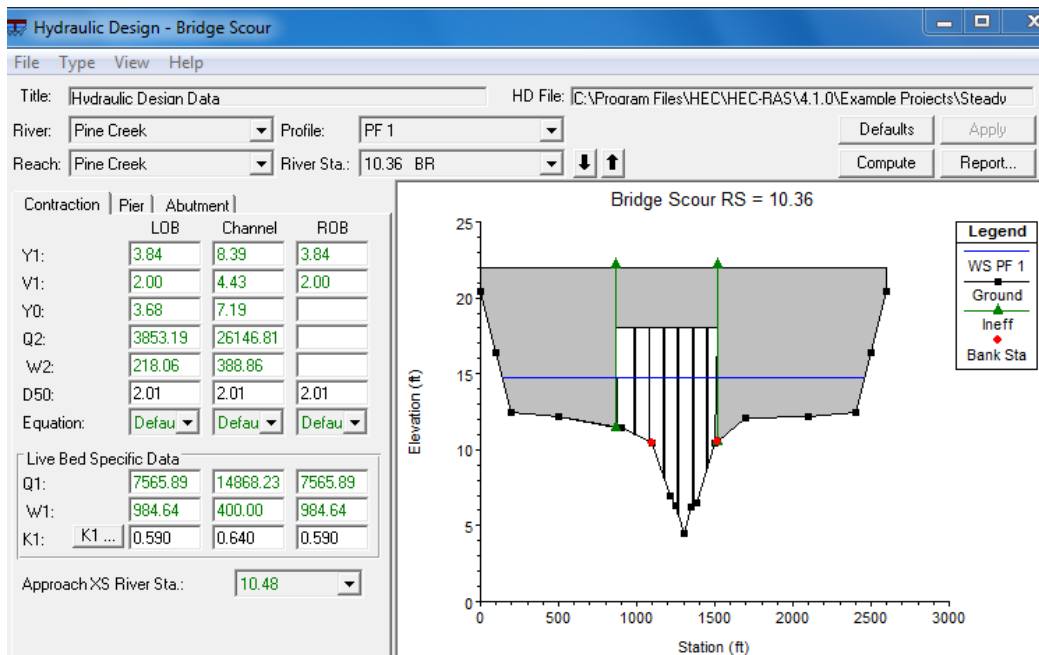 Hydraulic Design - Bridge Scour
File Type View Help
Title: Hydraulic Design Data HD File: C:\Program Files\HEC\HEC-RAS\4.1.0\Example Projects\Steady
River: Pine Creek Profile: PF 1 Defaults Apply
Reach: Pine Creek River Sta.: 10.36 BR Compute Report...
Contraction Pier Abutment
LOB Channel ROB
Y1: 3.84 8.39 3.84
V1: 2.00 4.43 2.00
Y0: 3.68 7.19
Q2: 3853.19 26146.81
W2: 218.06 388.86
D50: 2.01 2.01 2.01
Equation: Defau Defau Defau
Live Bed Specific Data
Q1: 7565.89 14868.23 7565.89
W1: 984.64 400.00 984.64
K1: K1 ... 0.590 0.640 0.590
Approach XS River Sta.: 10.48
Bridge Scour RS = 10.36
Elevation (ft)
25
20
15
10
5
0
0 500 1000 1500 2000 2500 3000
Station (ft)
Legend
WS PF 1
Ground
Ineff
Bank Sta